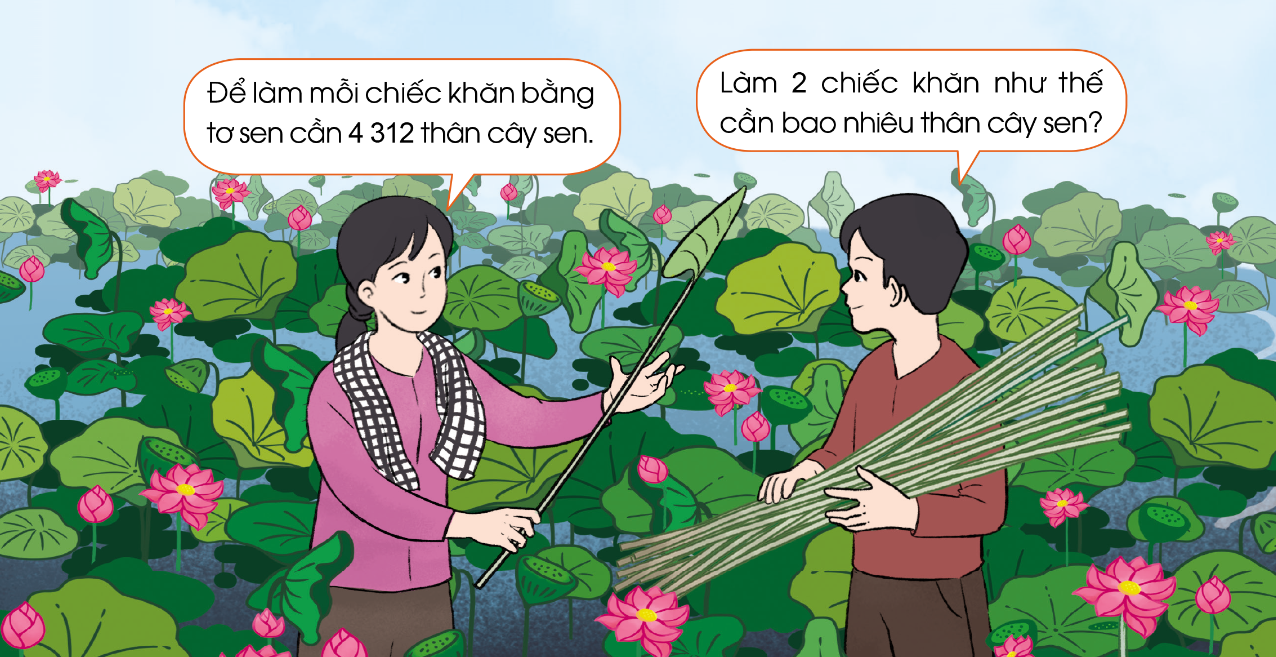 Để làm mỗi chiếc khăn bằng
tơ sen cần 4 312 thân cây sen.
Làm 2 chiếc khăn như thế
cần bao nhiêu thân cây sen?